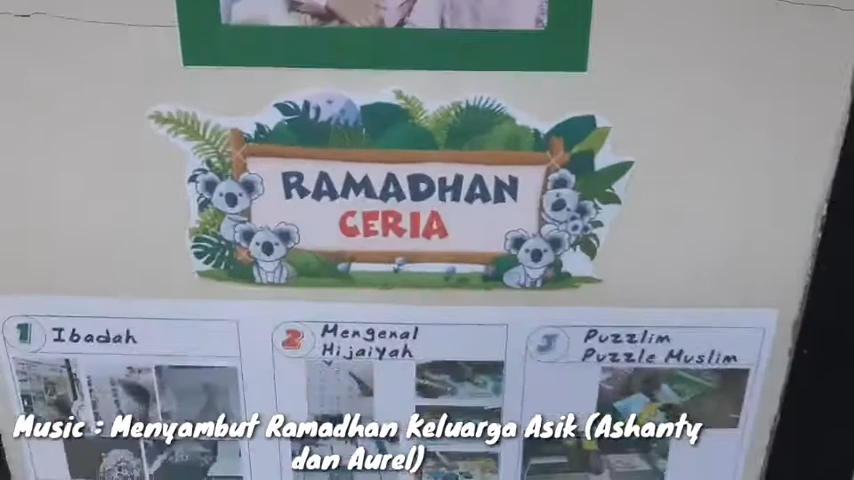 RAMADHAN
CERIA
1 Ibadah
2 Mengenal
Hijaiyah
3 Puzzlim
Puzzle Muslim
Music : Menyambut Ramadhan Keluarga Asik (Ashanty
dan Aurel)